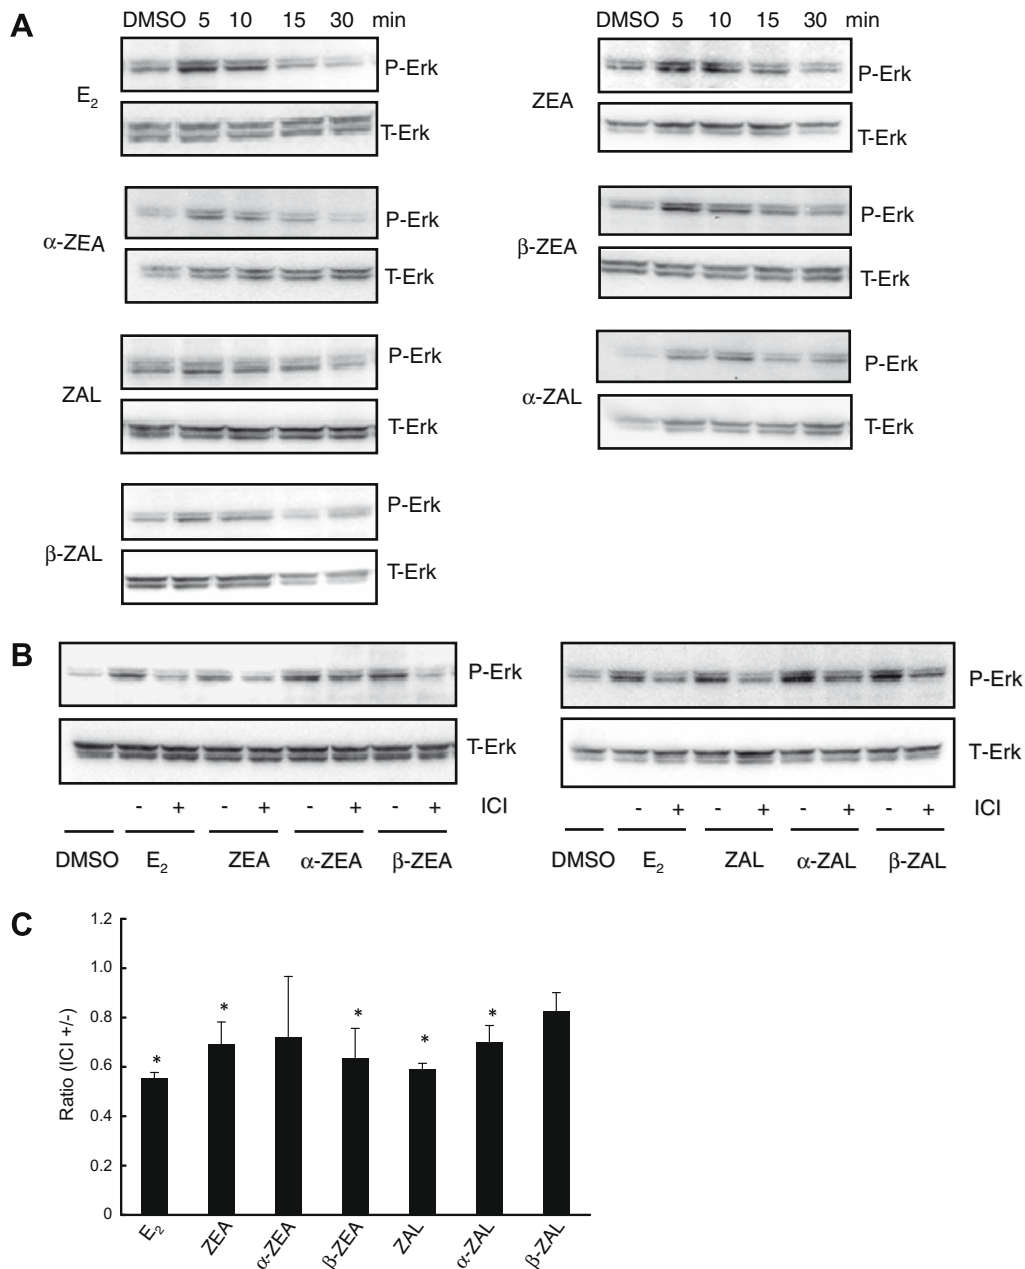 A
DMSO 5 10 15 30 min
DMSO 5 10 15 30 min
E2
P-Erk
T-Erk
ZEA
P-Erk
T-Erk
α-ZEA
P-Erk
T-Erk
β-ZEA
P-Erk
T-Erk
ZAL
P-Erk
T-Erk
α-ZAL
P-Erk
T-Erk
β-ZAL
P-Erk
T-Erk
B
P-Erk
T-Erk
- + - + - + - + ICI
DMSO E2 ZEA α-ZEA β-ZEA
P-Erk
T-Erk
- + - + - + - + ICI
DMSO E2 ZAL α-ZAL β-ZAL
C
Ratio (ICI +/-)
1.2
1.0
0.8
0.6
0.4
0.2
0
* * * * *
E2 ZEA α-ZEA β-ZEA ZAL α-ZAL β-ZAL